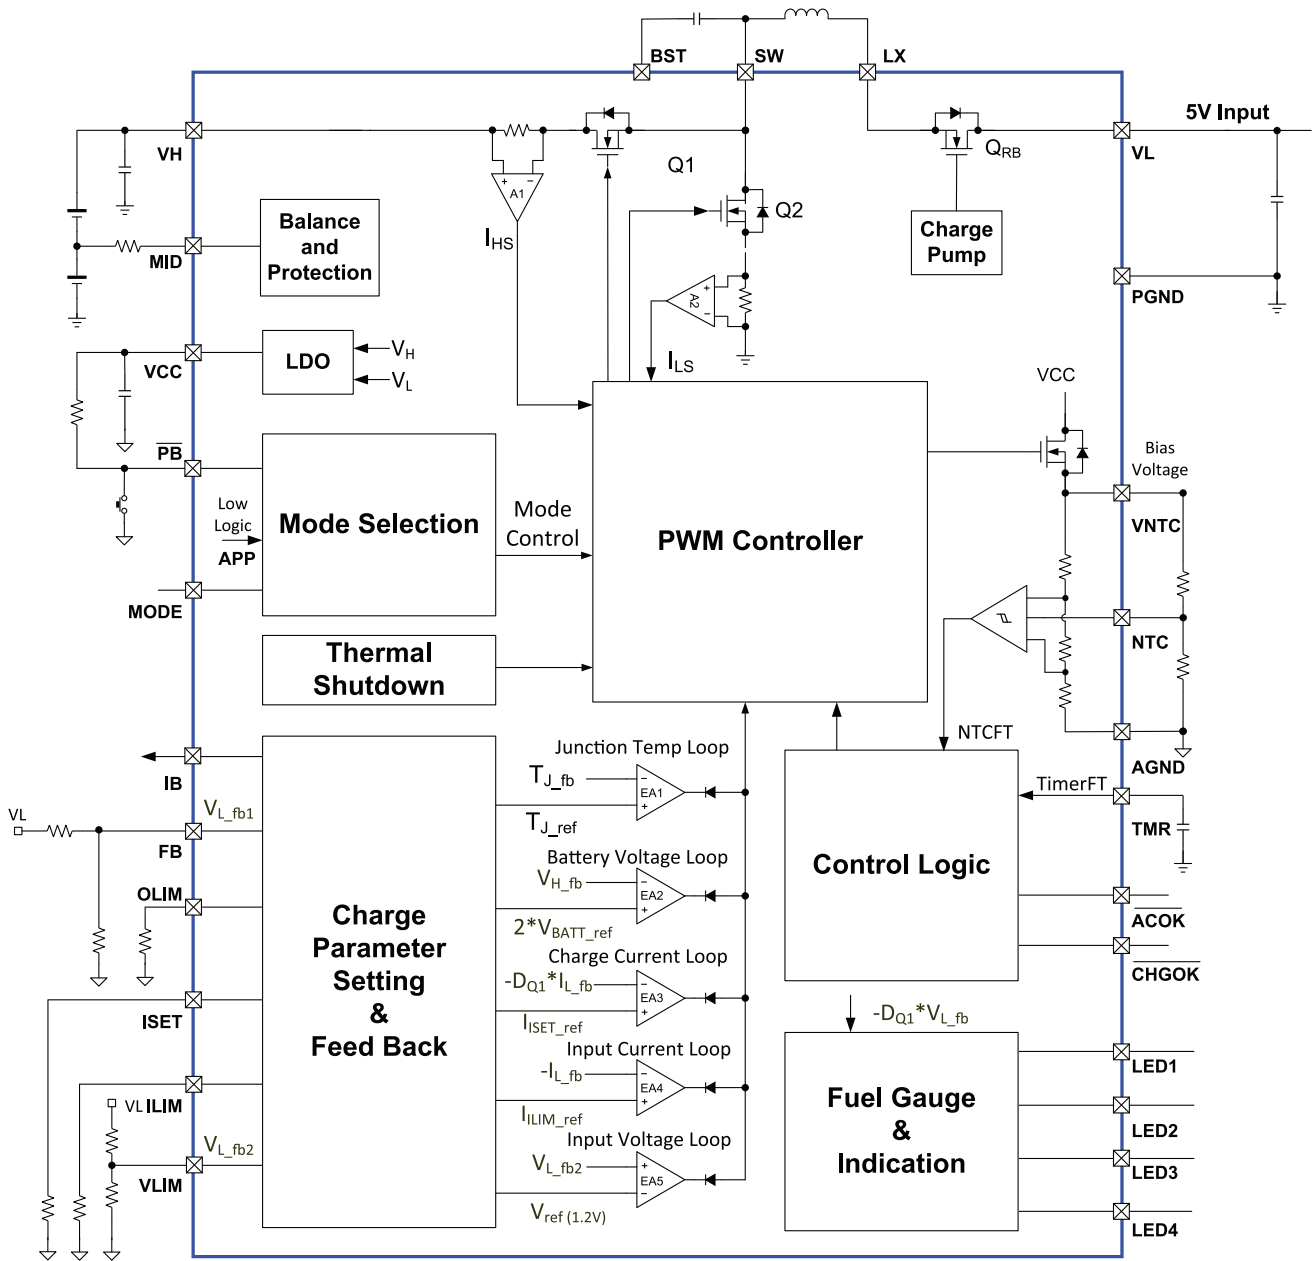 BST
SW
LX
5V Input
VH
Q1
QRB
VL
+
−
A1
Balance
and
Protection
MID
IHS
Q2
Charge
Pump
PGND
+
−
A2
VCC
LDO
VH
VL
ILS
VCC
PB
Low
Logic
APP
Mode Selection
Mode
Control
PWM Controller
Bias
Voltage
VNTC
MODE
NTC
Thermal
Shutdown
NTCFT
AGND
IB
Junction Temp Loop
TJ_fb
−
EA1
+
TJ_ref
TimerFT
TMR
VL
VL_fb1
FB
Battery Voltage Loop
VH_fb
−
EA2
+
2*VBATT_ref
Control Logic
OLIM
ACOK
Charge
Parameter
Setting
&
Feed Back
Charge Current Loop
-DQ1*IL_fb
−
EA3
+
IISET_ref
CHGOK
ISET
-DQ1*VL_fb
Input Current Loop
-IL_fb
−
EA4
+
IILIM_ref
LED1
VL
ILIM
Fuel Gauge
&
Indication
LED2
VL_fb2
VLIM
Input Voltage Loop
VL_fb2
+
EA5
−
Vref (1.2V)
LED3
LED4